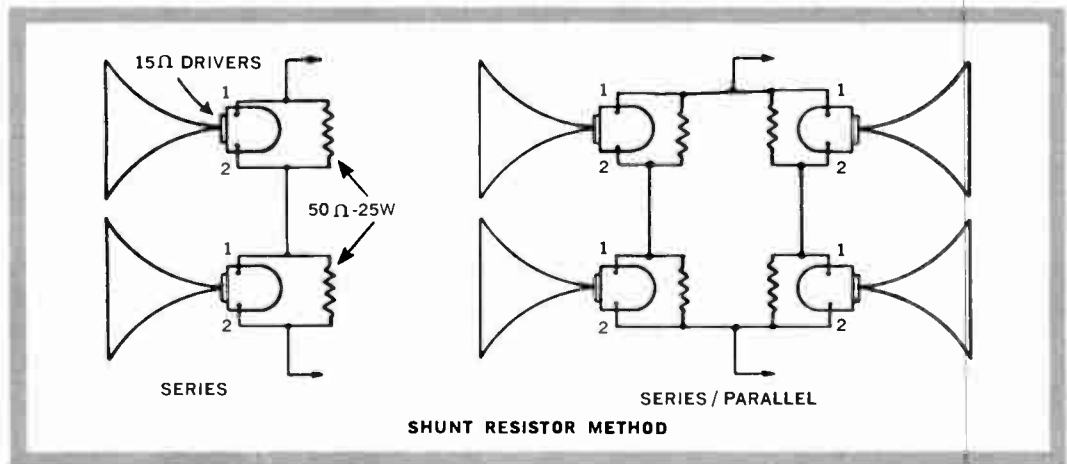 15Ω DRIVERS
1
2
50Ω-25W
1
2
SERIES
1
1
2
2
1
1
2
2
SERIES / PARALLEL
SHUNT RESISTOR METHOD